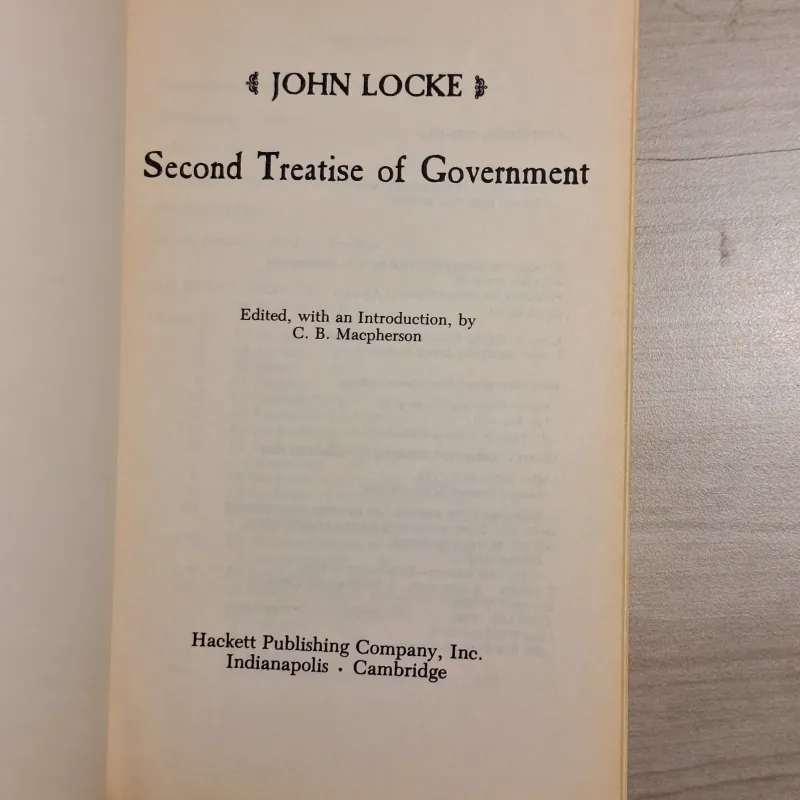 JOHN LOCKE
Second Treatise of Government
Edited, with an Introduction, by
C. B. Macpherson
Hackett Publishing Company, Inc.
Indianapolis · Cambridge